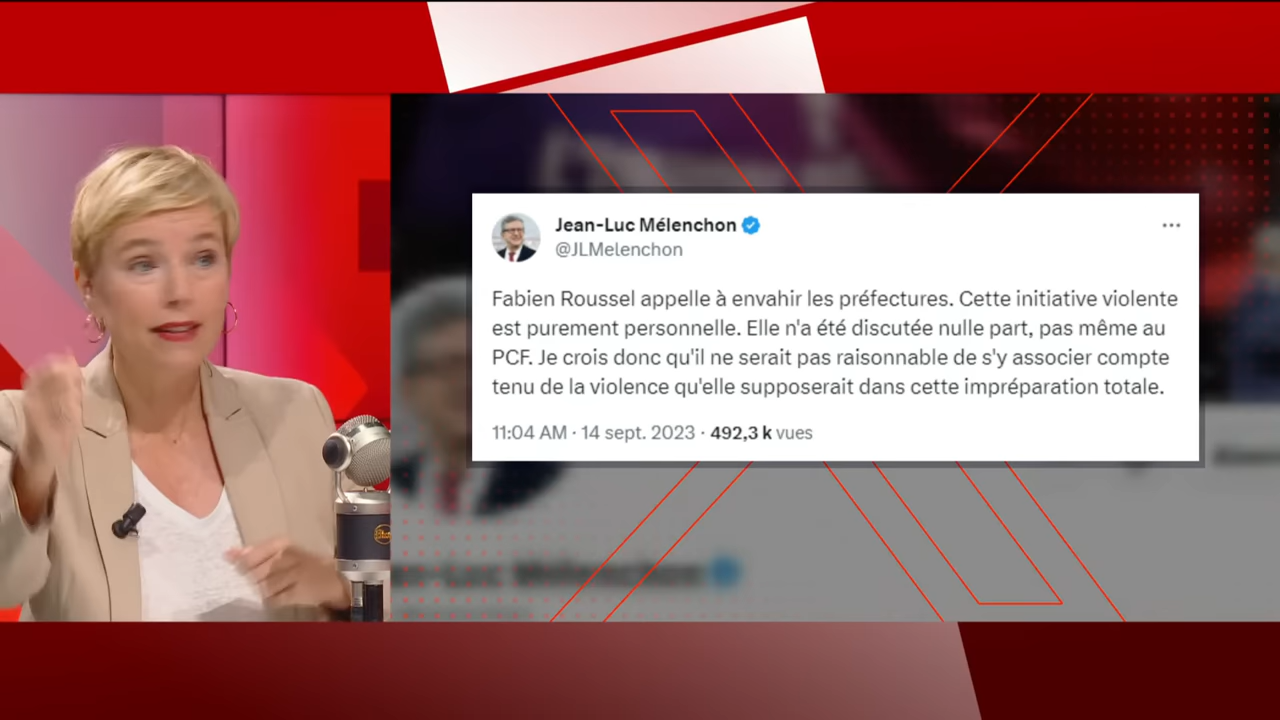 Jean-Luc Mélenchon
@JLMelenchon
Fabien Roussel appelle à envahir les préfectures. Cette initiative violente
est purement personnelle. Elle n'a été discutée nulle part, pas même au
PCF. Je crois donc qu'il ne serait pas raisonnable de s'y associer compte
tenu de la violence qu'elle supposerait dans cette impréparation totale.
11:04 AM · 14 sept. 2023 · 492,3 k vues
Mélenchon